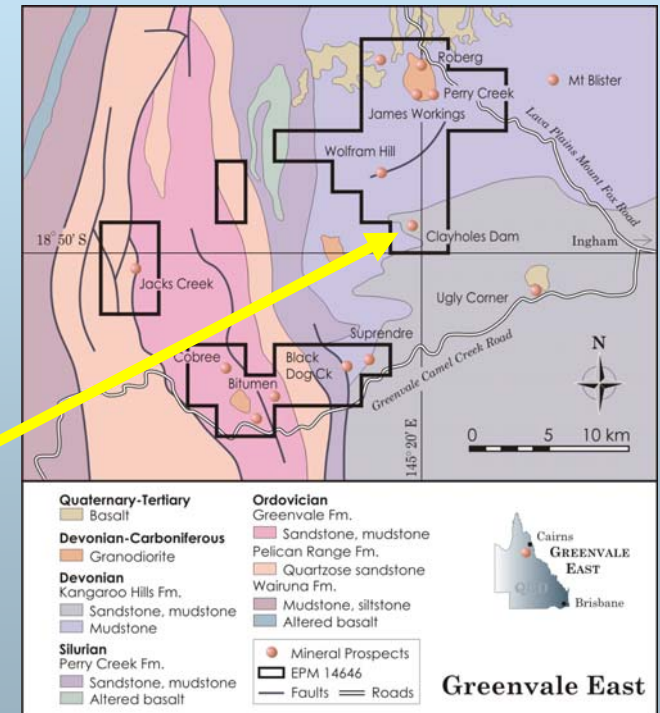 Roberg
Mt Blister
Perry Creek
James Workings
Lava Plains Mount Fox Road
Wolfram Hill
18° 50' S
Clayholes Dam
Ingham
Jacks Creek
Ugly Corner
Suprendre
Cobree
Black
Dog Ck
Greenvale Camel Creek Road
N
Bitumen
145° 20' E
0 5 10 km
Quaternary-Tertiary
Basalt
Devonian-Carboniferous
Granodiorite
Devonian
Kangaroo Hills Fm.
Sandstone, mudstone
Mudstone
Silurian
Perry Creek Fm.
Sandstone, mudstone
Altered basalt
Ordovician
Greenvale Fm.
Sandstone, mudstone
Pelican Range Fm.
Quartzose sandstone
Wairuna Fm.
Mudstone, siltstone
Altered basalt
Mineral Prospects
EPM 14646
Faults
Roads
Cairns
GREENVALE
EAST
QLD
Brisbane
Greenvale East